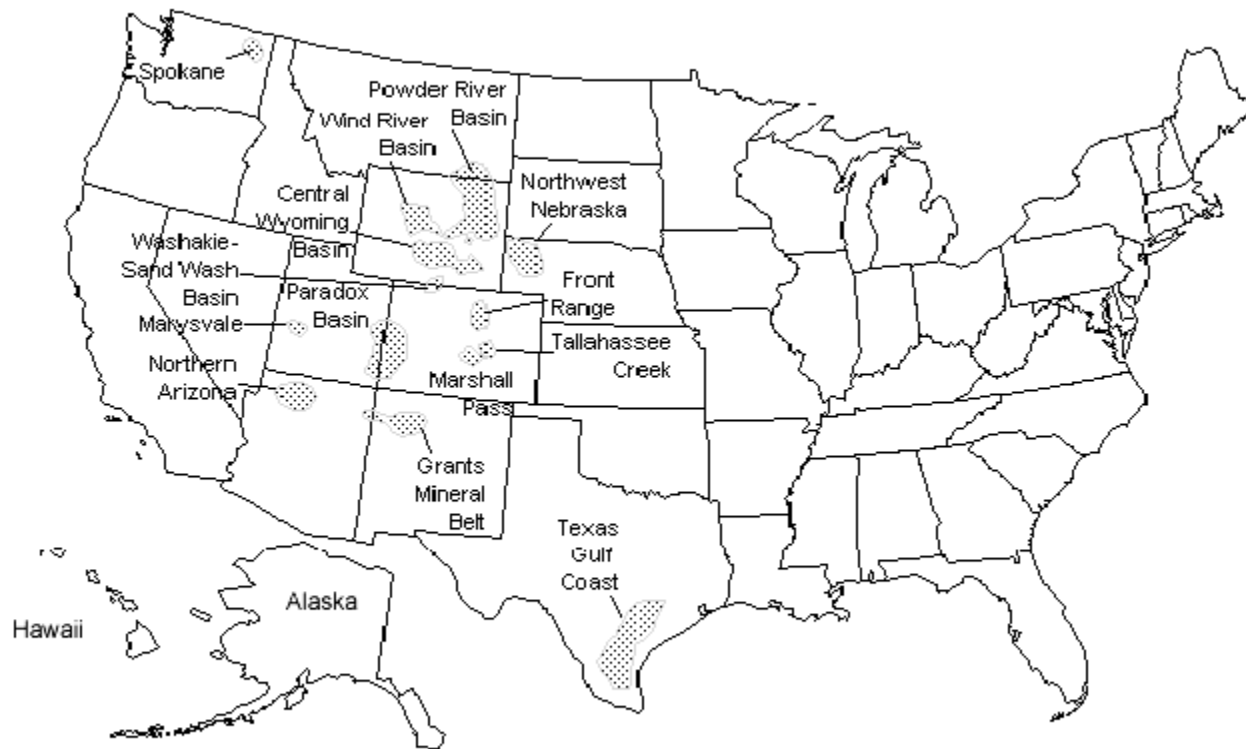 Spokane
Powder River
Basin
Wind River
Basin
Northwest
Nebraska
Central
Wyoming
Basin
Washakie-
Sand Wash
Basin
Paradox
Basin
Front
Range
Marysvale
Tallahassee
Creek
Northern
Arizona
Marshall
Pass
Grants
Mineral
Belt
Texas
Gulf
Coast
Alaska
Hawaii